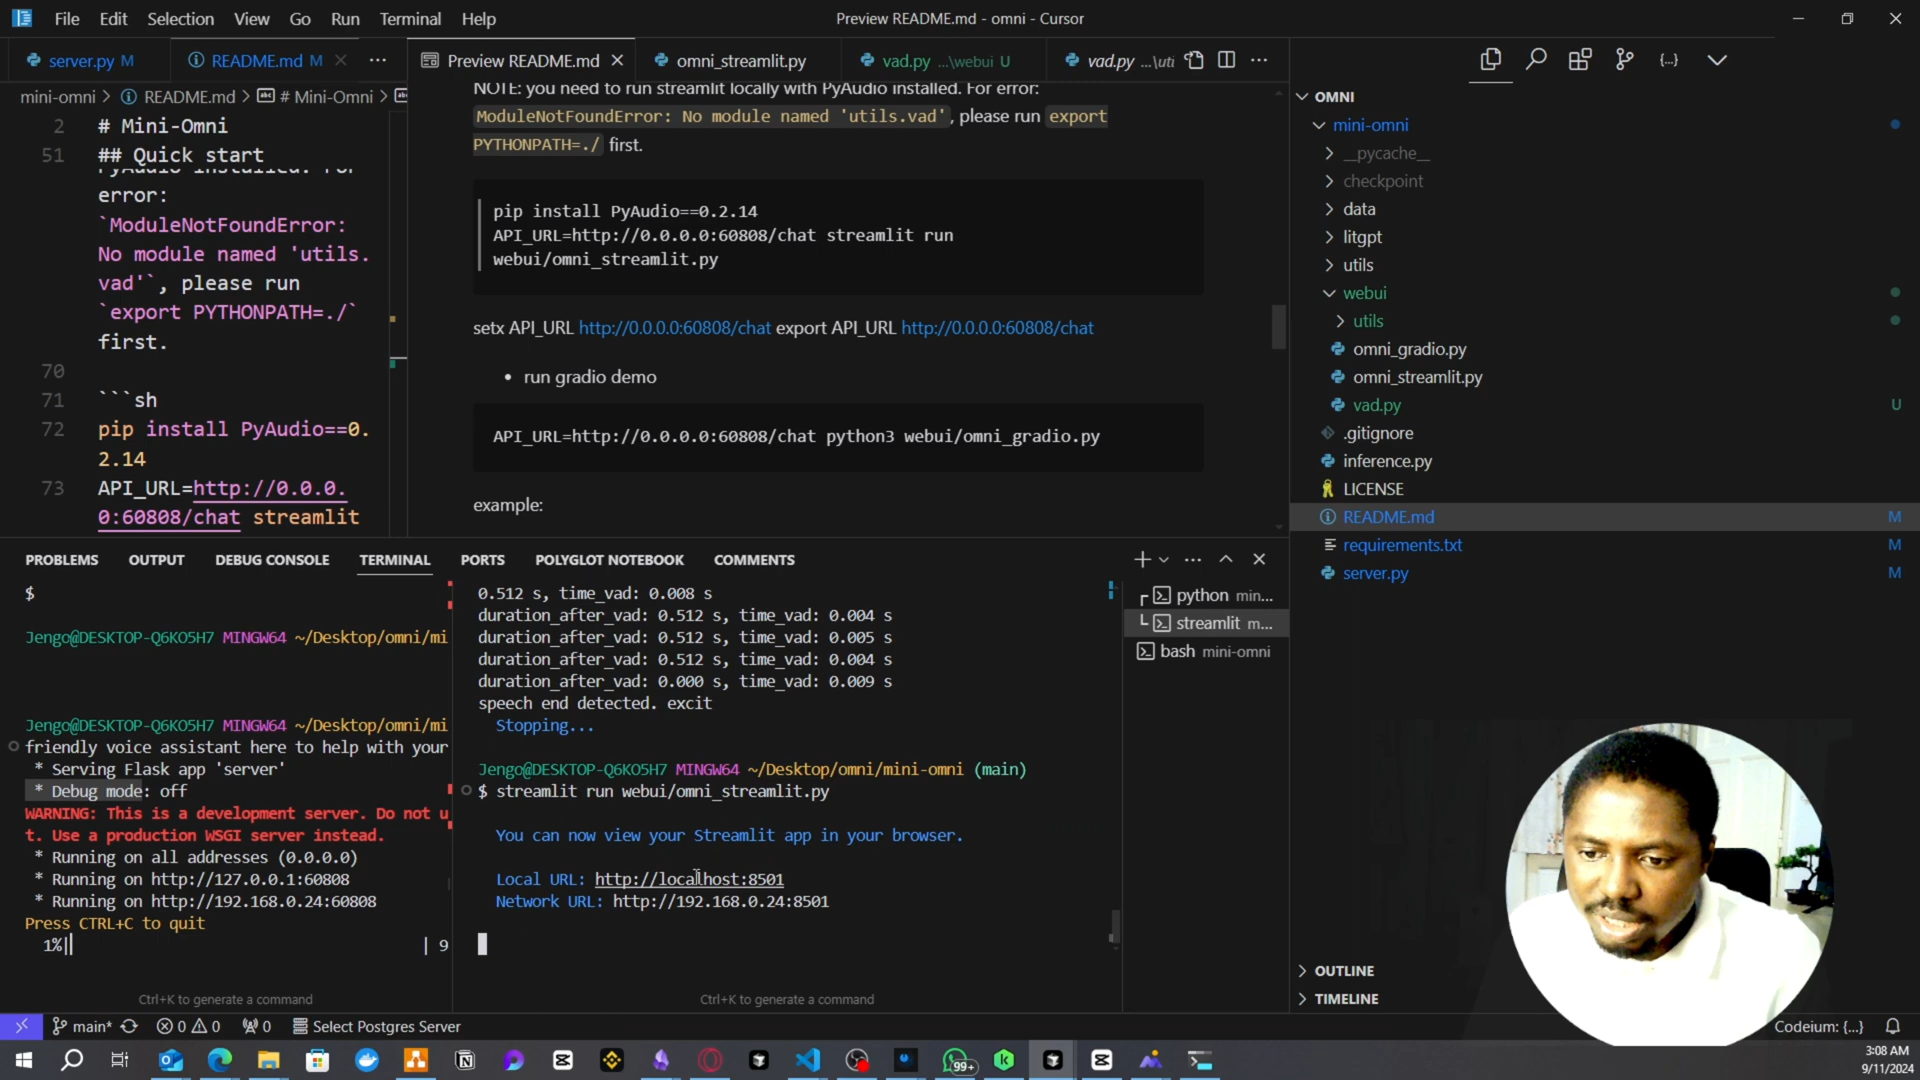 File Edit Selection View Go Run Terminal Help
Preview README.md - omni - Cursor
server.py M
README.md M
Preview README.md
omni_streamlit.py
vad.py ...\webui U
vad.py ...\uti
mini-omni > README.md > # Mini-Omni >
2 # Mini-Omni
51 ## Quick start
PyAudio installed. For
error:
`ModuleNotFoundError:
No module named 'utils.
vad'`, please run
`export PYTHONPATH=./`
first.
70
71 ```sh
72 pip install PyAudio==0.
2.14
73 API_URL=http://0.0.0.
0:60808/chat streamlit
NOTE: you need to run streamlit locally with PyAudio installed. For error:
ModuleNotFoundError: No module named 'utils.vad', please run export
PYTHONPATH=./ first.
pip install PyAudio==0.2.14
API_URL=http://0.0.0.0:60808/chat streamlit run
webui/omni_streamlit.py
setx API_URL http://0.0.0.0:60808/chat export API_URL http://0.0.0.0:60808/chat
• run gradio demo
API_URL=http://0.0.0.0:60808/chat python3 webui/omni_gradio.py
example:
OMNI
mini-omni
__pycache__
checkpoint
data
litgpt
utils
webui
utils
omni_gradio.py
omni_streamlit.py
vad.py U
.gitignore
inference.py
LICENSE
README.md M
requirements.txt M
server.py M
OUTLINE
TIMELINE
PROBLEMS OUTPUT DEBUG CONSOLE TERMINAL PORTS POLYGLOT NOTEBOOK COMMENTS
$
Jengo@DESKTOP-Q6KO5H7 MINGW64 ~/Desktop/omni/mi
Jengo@DESKTOP-Q6KO5H7 MINGW64 ~/Desktop/omni/mi
friendly voice assistant here to help with your
* Serving Flask app 'server'
* Debug mode: off
WARNING: This is a development server. Do not u
t. Use a production WSGI server instead.
* Running on all addresses (0.0.0.0)
* Running on http://127.0.0.1:60808
* Running on http://192.168.0.24:60808
Press CTRL+C to quit
1%| | 9
Ctrl+K to generate a command
0.512 s, time_vad: 0.008 s
duration_after_vad: 0.512 s, time_vad: 0.004 s
duration_after_vad: 0.512 s, time_vad: 0.005 s
duration_after_vad: 0.512 s, time_vad: 0.004 s
duration_after_vad: 0.000 s, time_vad: 0.009 s
speech end detected. excit
Stopping...
Jengo@DESKTOP-Q6KO5H7 MINGW64 ~/Desktop/omni/mini-omni (main)
$ streamlit run webui/omni_streamlit.py
You can now view your Streamlit app in your browser.
Local URL: http://localhost:8501
Network URL: http://192.168.0.24:8501
Ctrl+K to generate a command
python min...
streamlit m...
bash mini-omni
main* 0 0 0 Select Postgres Server
Codeium: {...}
99+
3:08 AM
9/11/2024